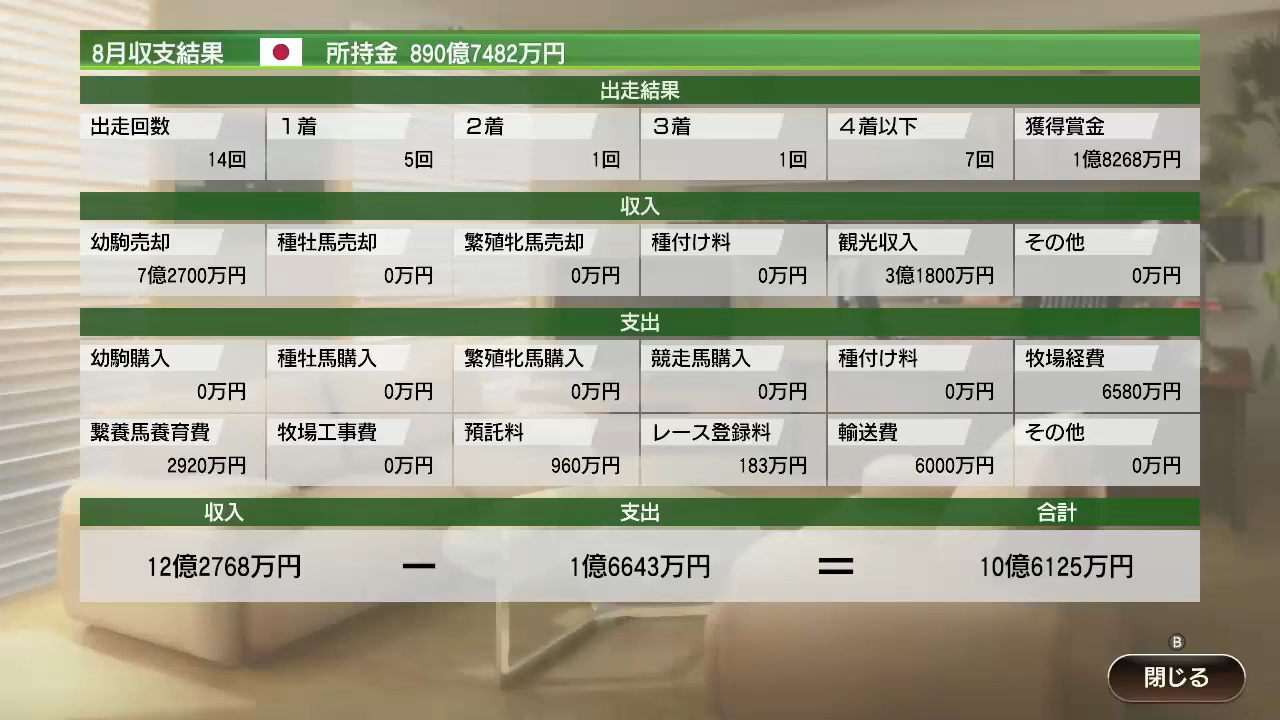 8月収支結果 所持金 890億7482万円
出走結果
出走回数 1着 2着 3着 4着以下 獲得賞金
14回 5回 1回 1回 7回 1億8268万円
収入
幼駒売却 種牡馬売却 繁殖牝馬売却 種付け料 観光収入 その他
7億2700万円 0万円 0万円 0万円 3億1800万円 0万円
支出
幼駒購入 種牡馬購入 繁殖牝馬購入 競走馬購入 種付け料 牧場経費
0万円 0万円 0万円 0万円 0万円 6580万円
繋養馬養育費 牧場工事費 預託料 レース登録料 輸送費 その他
2920万円 0万円 960万円 183万円 6000万円 0万円
収入 支出 合計
12億2768万円 － 1億6643万円 ＝ 10億6125万円
B
閉じる